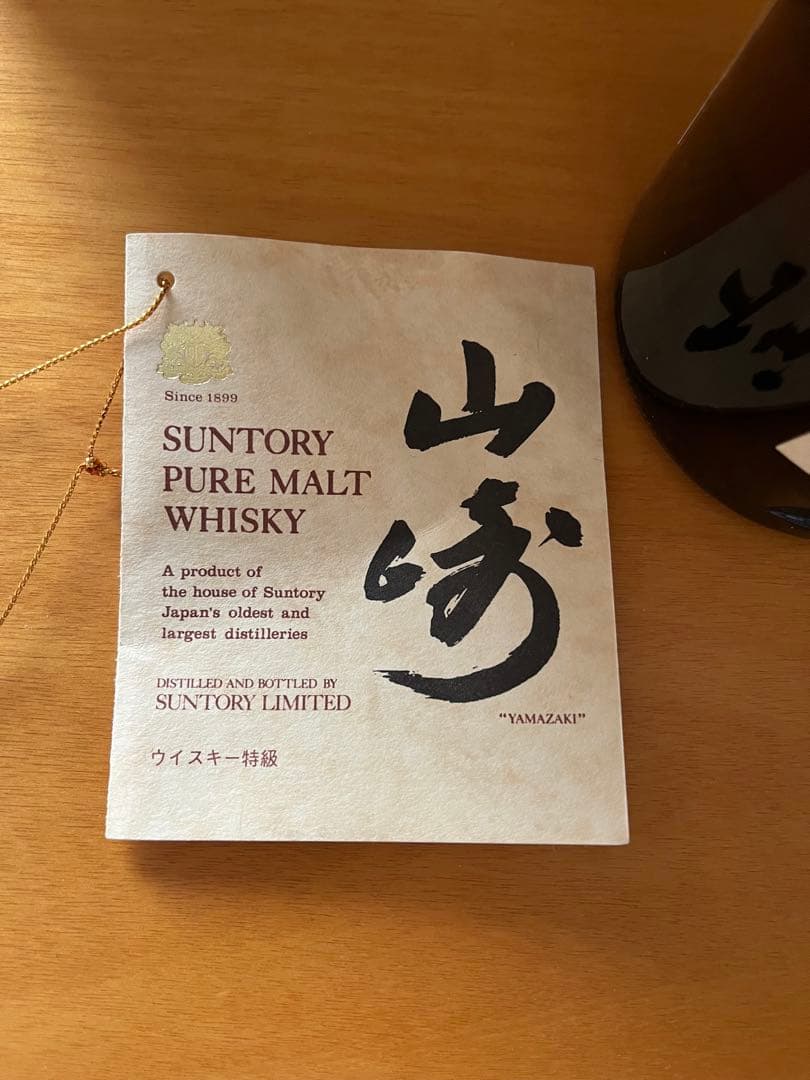 Since 1899
SUNTORY
PURE MALT
WHISKY
A product of
the house of Suntory
Japan's oldest and
largest distilleries
DISTILLED AND BOTTLED BY
SUNTORY LIMITED
ウイスキー特級
山崎
"YAMAZAKI"